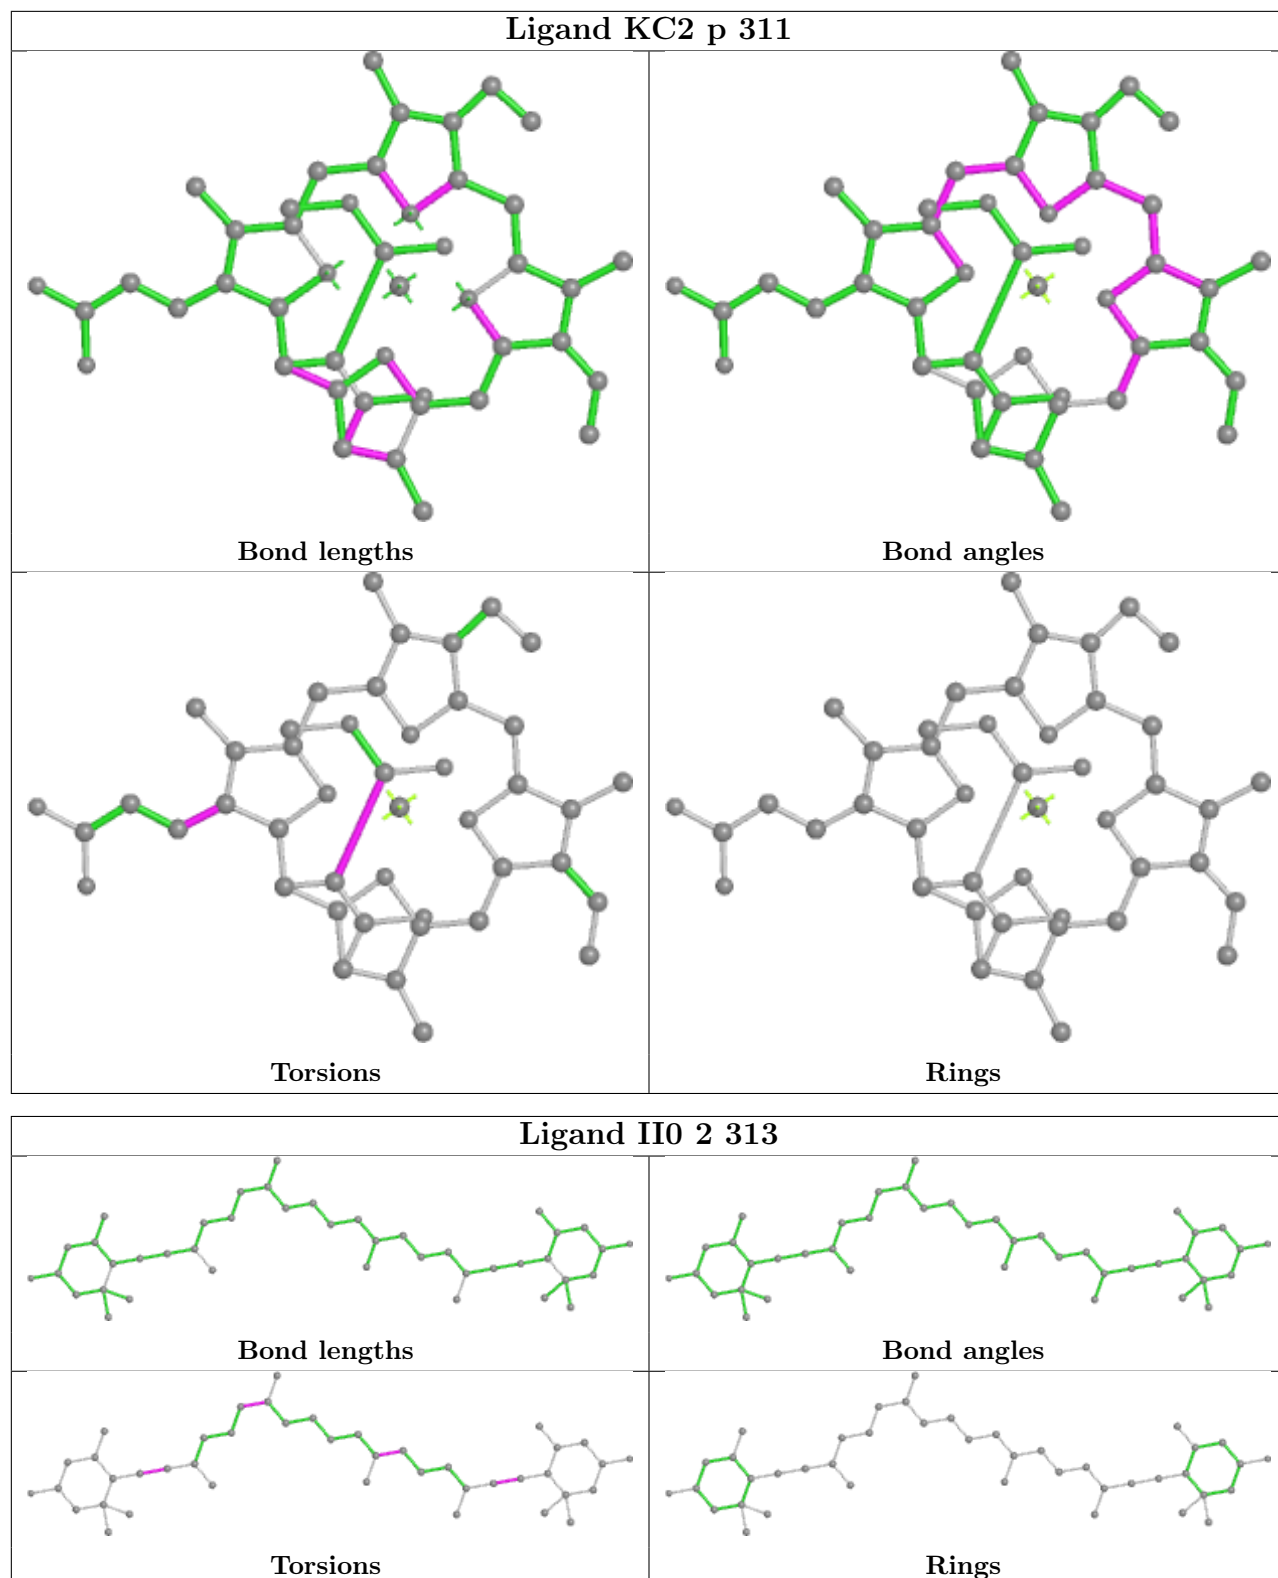 Ligand KC2 p 311
Bond lengths
Bond angles
Torsions
Rings
Ligand II0 2 313
Bond lengths
Bond angles
Torsions
Rings